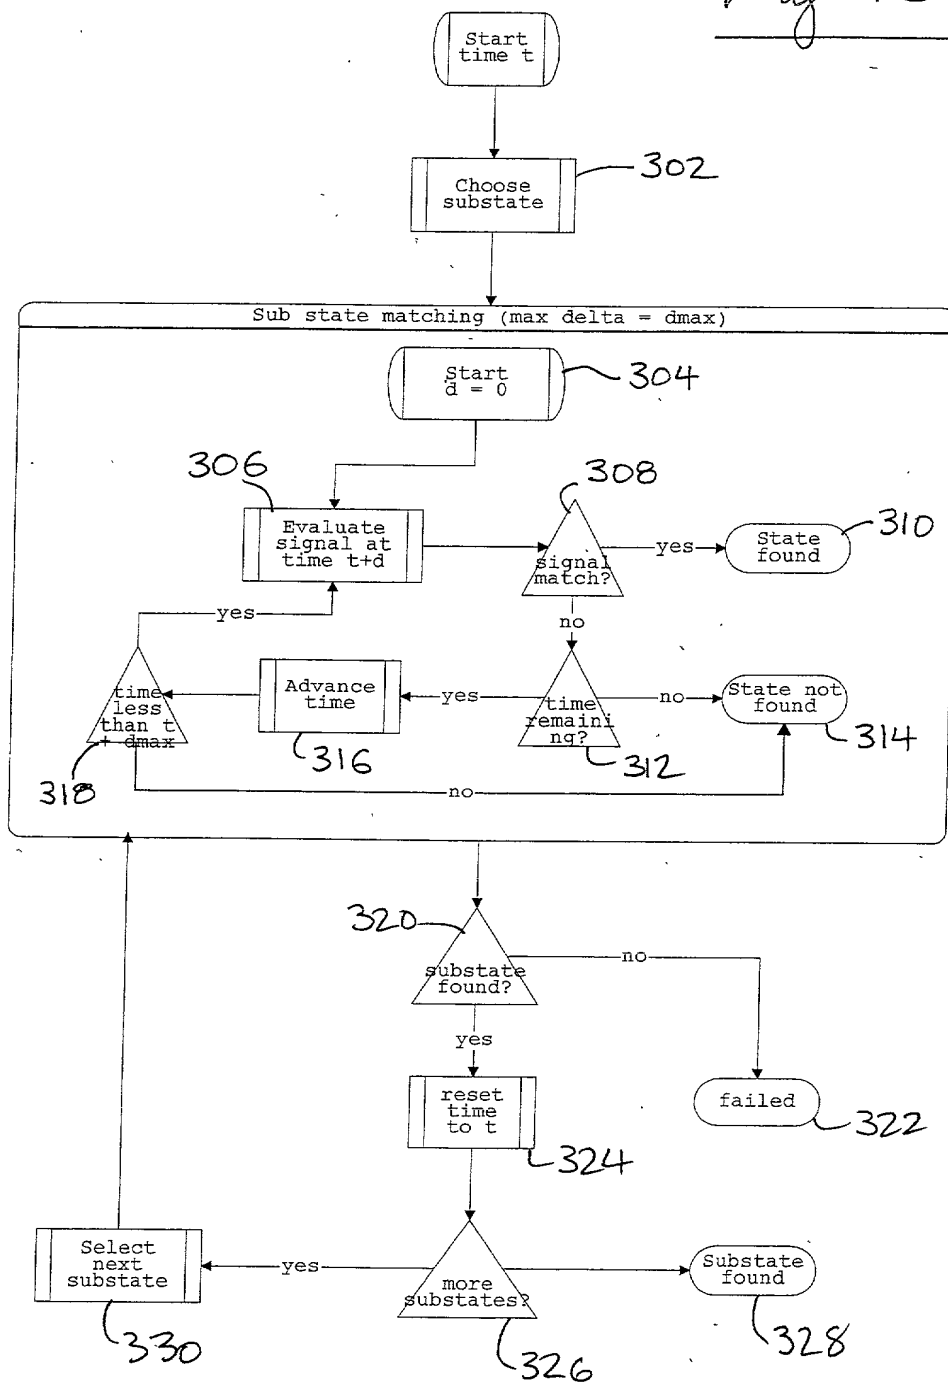 Start
time t
302
Choose
substate
Sub state matching (max delta = dmax)
Start
d = 0
304
306
308
Evaluate
signal at
time t+d
signal
match?
yes
State
found
310
yes
no
time
less
than t
+ dmax
Advance
time
yes
time
remaini
ng?
no
State not
found
318
316
312
314
no
320
substate
found?
no
yes
reset
time
to t
failed
324
322
Select
next
substate
yes
more
substates?
Substate
found
330
326
328